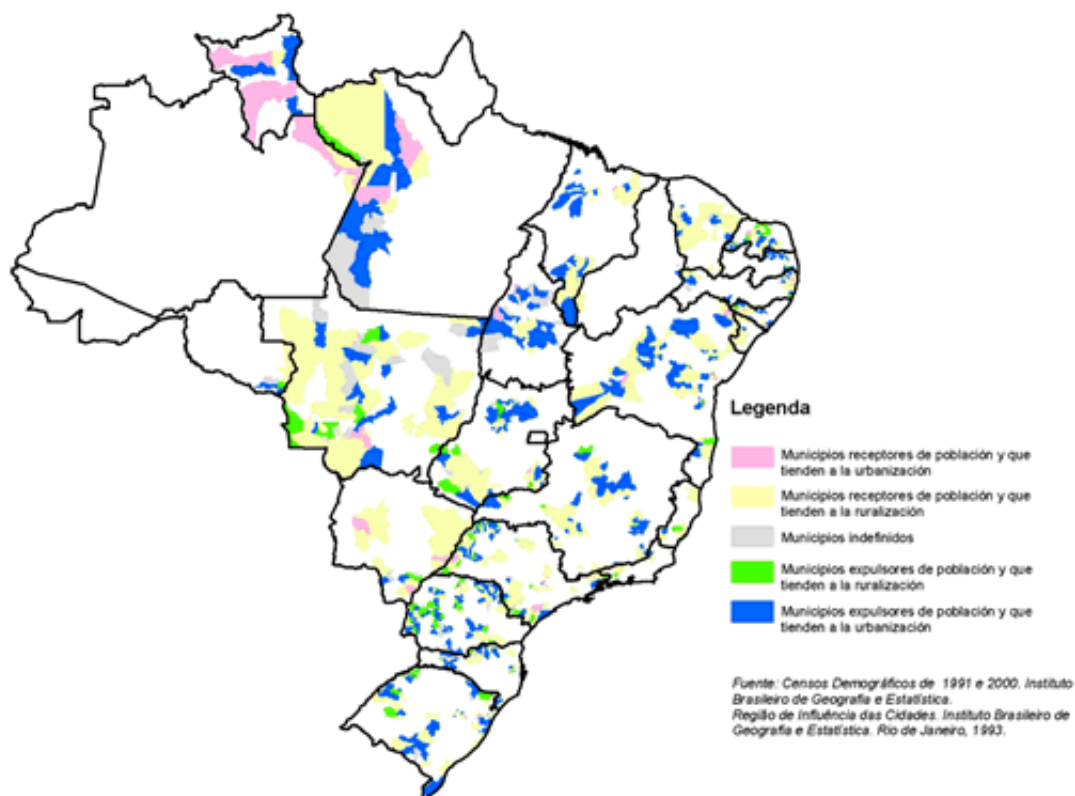 Legenda
Municipios receptores de población y que
tienden a la urbanización
Municipios receptores de población y que
tienden a la ruralización
Municipios indefinidos
Municipios expulsores de población y que
tienden a la ruralización
Municipios expulsores de población y que
tienden a la urbanización
Fuente: Censos Demográficos de 1991 e 2000. Instituto
Brasileiro de Geografia e Estatística.
Região de Influência das Cidades. Instituto Brasileiro de
Geografia e Estatística. Rio de Janeiro, 1993.